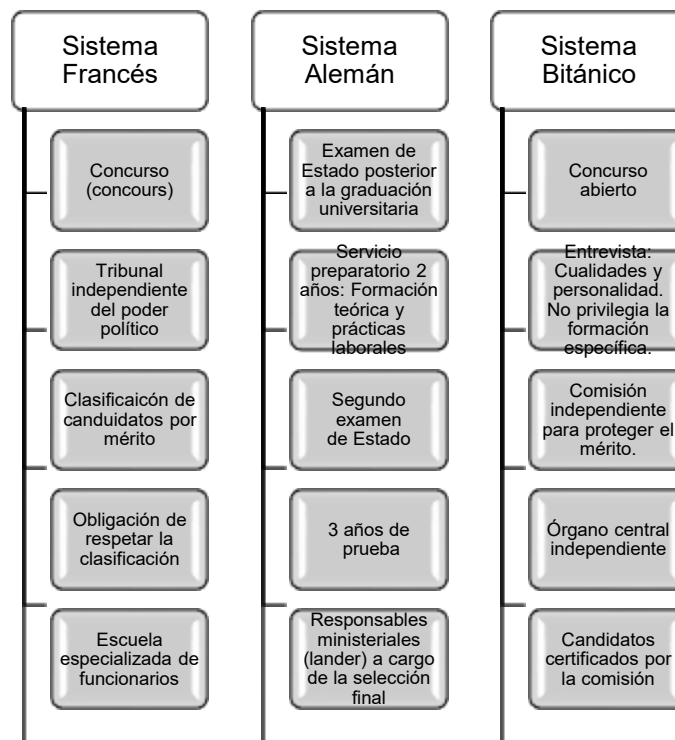 Sistema
Francés
Concurso
(concours)
Tribunal
independiente
del poder
político
Clasificaicón de
canduidatos por
mérito
Obligación de
respetar la
clasificación
Escuela
especializada de
funcionarios
Sistema
Alemán
Examen de
Estado posterior
a la graduación
universitaria
Servicio
preparatorio 2
años: Formación
teórica y
prácticas
laborales
Segundo
examen
de Estado
3 años de
prueba
Responsables
ministeriales
(lander) a cargo
de la selección
final
Sistema
Bitánico
Concurso
abierto
Entrevista:
Cualidades y
personalidad.
No privilegia la
formación
específica.
Comisión
independiente
para proteger el
mérito.
Órgano central
independiente
Candidatos
certificados por
la comisión